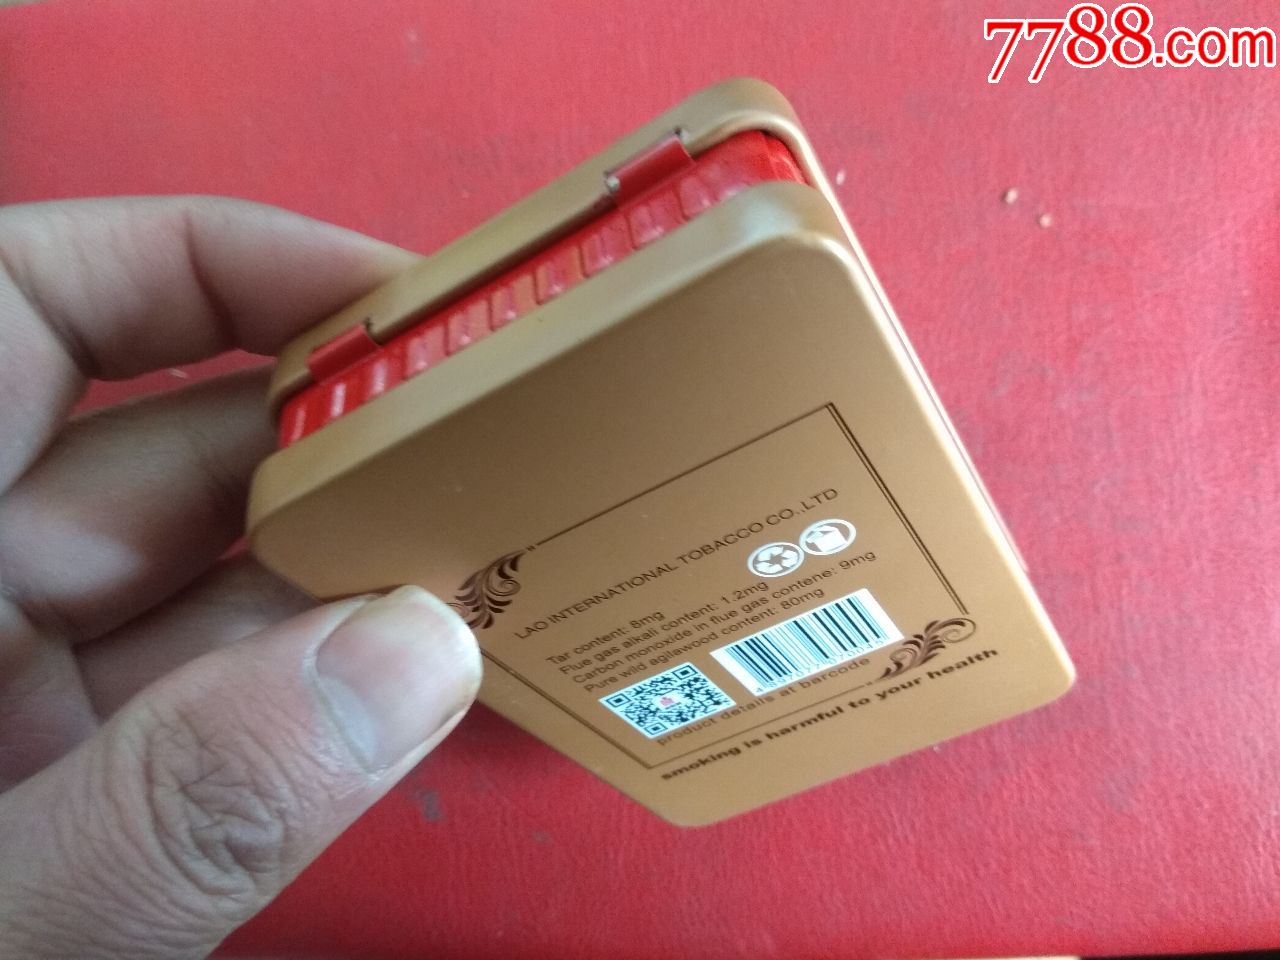 7788.com
LAO INTERNATIONAL TOBACCO CO.,LTD
Tar content: 8mg
Flue gas alkali content: 1.2mg
Carbon monoxide in flue gas contene: 9mg
Pure wild agilawood content: 80mg
4897077070045
product details at barcode
smoking is harmful to your health